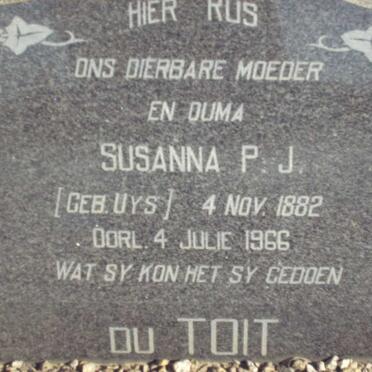 HIER RUS
ONS DIERBARE MOEDER
EN OUMA
SUSANNA P. J.
[GEB. UYS] 4 NOV. 1882
OORL. 4 JULIE 1966
WAT SY KON HET SY GEDOEN
DU TOIT